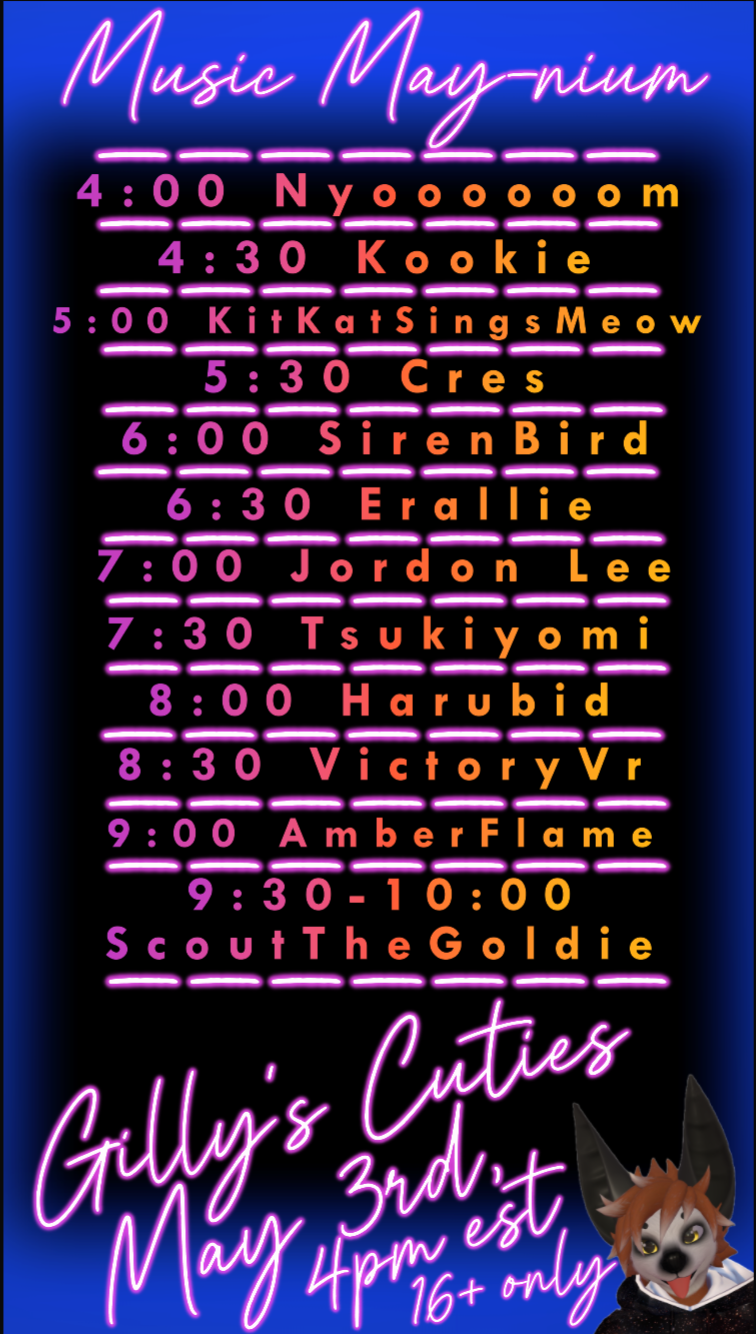 Music May-nium
4:00 Nyooooooom
4:30 Kookie
5:00 KitKatSingsMeow
5:30 Cres
6:00 SirenBird
6:30 Erallie
7:00 Jordon Lee
7:30 Tsukiyomi
8:00 Harubid
8:30 VictoryVr
9:00 AmberFlame
9:30-10:00
ScoutTheGoldie
Gilly's Cuties
May 3rd,
4pm est
16+ only